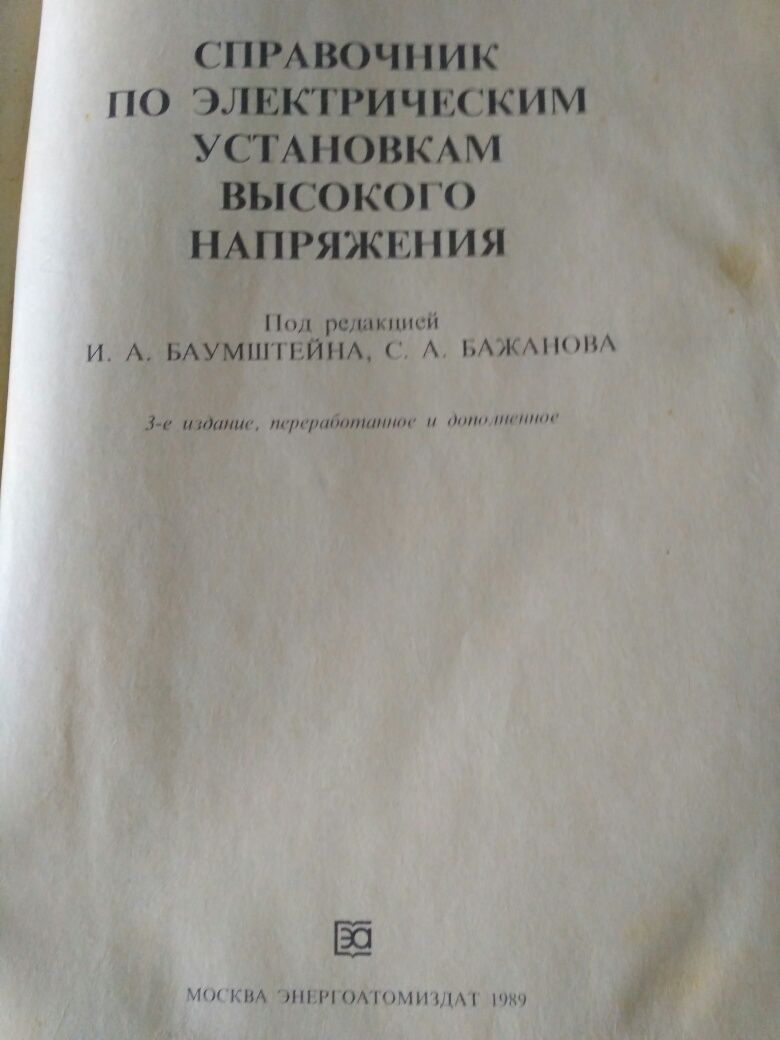 СПРАВОЧНИК
ПО ЭЛЕКТРИЧЕСКИМ
УСТАНОВКАМ
ВЫСОКОГО
НАПРЯЖЕНИЯ
Под редакцией
И. А. БАУМШТЕЙНА, С. А. БАЖАНОВА
3-е издание, переработанное и дополненное
эа
МОСКВА ЭНЕРГОАТОМИЗДАТ 1989